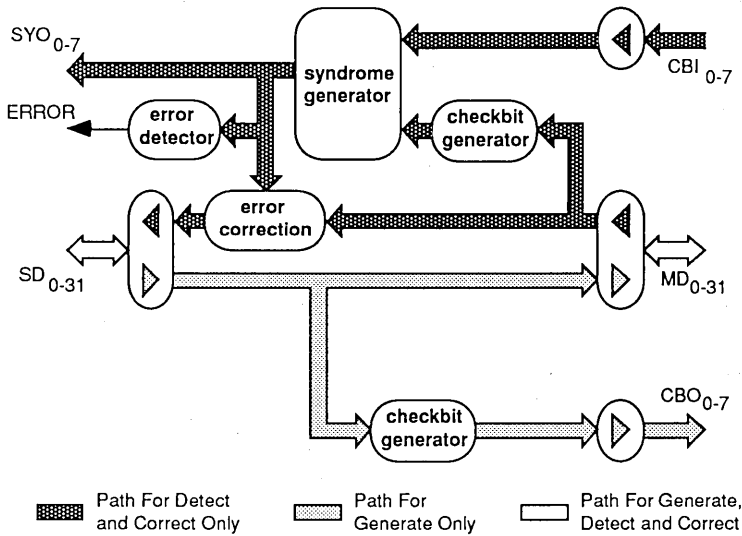 SYO0-7
syndrome
generator
CBI0-7
ERROR
error
detector
checkbit
generator
error
correction
SD0-31
MD0-31
checkbit
generator
CBO0-7
Path For Detect
and Correct Only
Path For
Generate Only
Path For Generate,
Detect and Correct